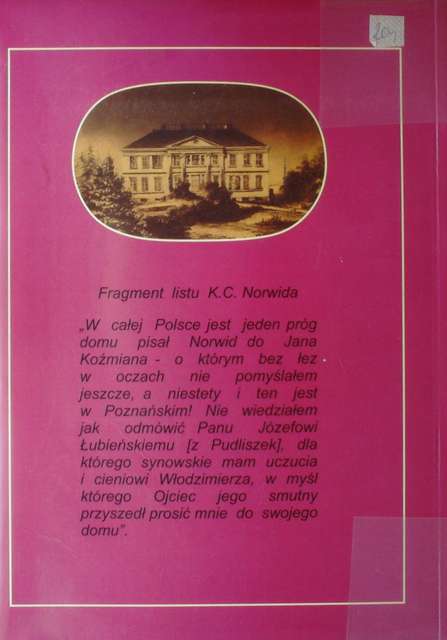 Fragment listu K.C. Norwida
„W całej Polsce jest jeden próg
domu pisał Norwid do Jana
Koźmiana - o którym bez łez
w oczach nie pomyślałem
jeszcze, a niestety i ten jest
w Poznańskim! Nie wiedziałem
jak odmówić Panu Józefowi
Łubieńskiemu [z Pudliszek], dla
którego synowskie mam uczucia
i cieniowi Włodzimierza, w myśl
którego Ojciec jego smutny
przyszedł prosić mnie do swojego
domu”.